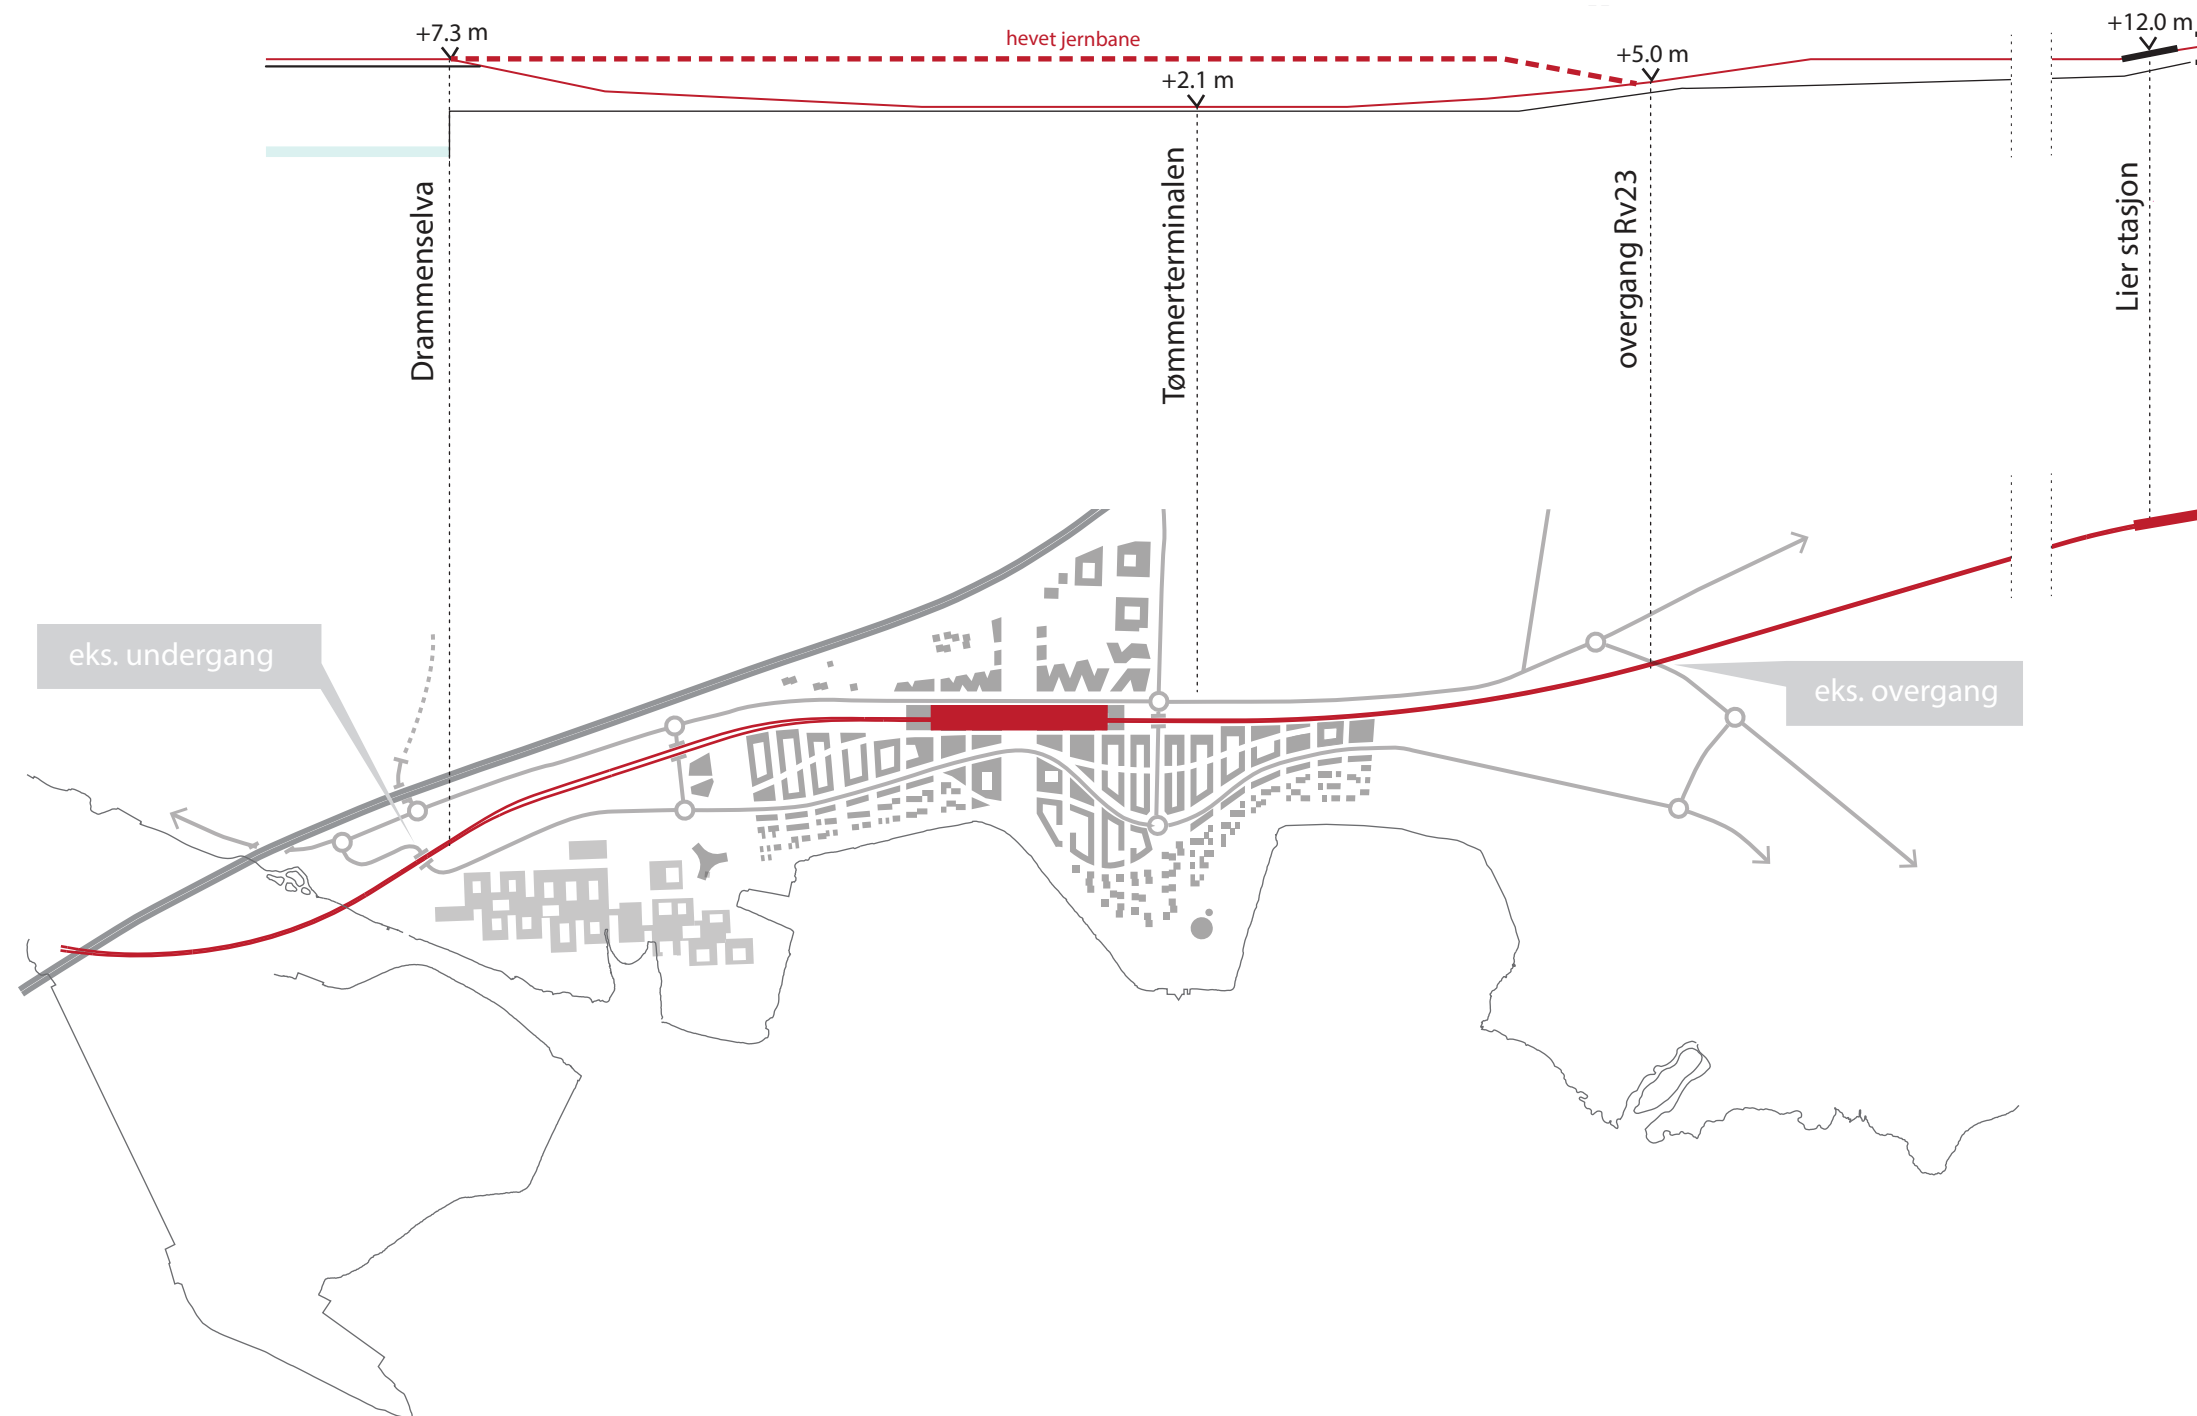 +7.3 m
hevet jernbane
+2.1 m
+5.0 m
+12.0 m
Drammenselva
Tømmerterminalen
overgang Rv23
Lier stasjon
eks. undergang
eks. overgang